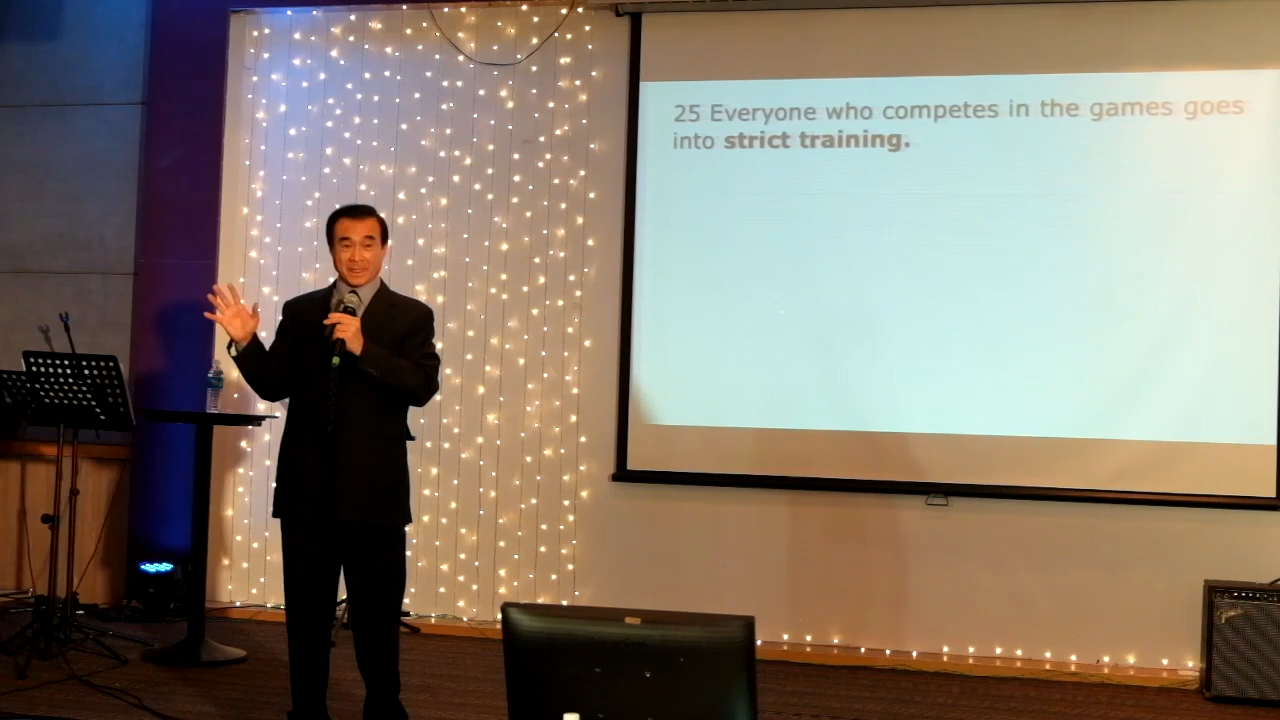 25 Everyone who competes in the games goes
into strict training.